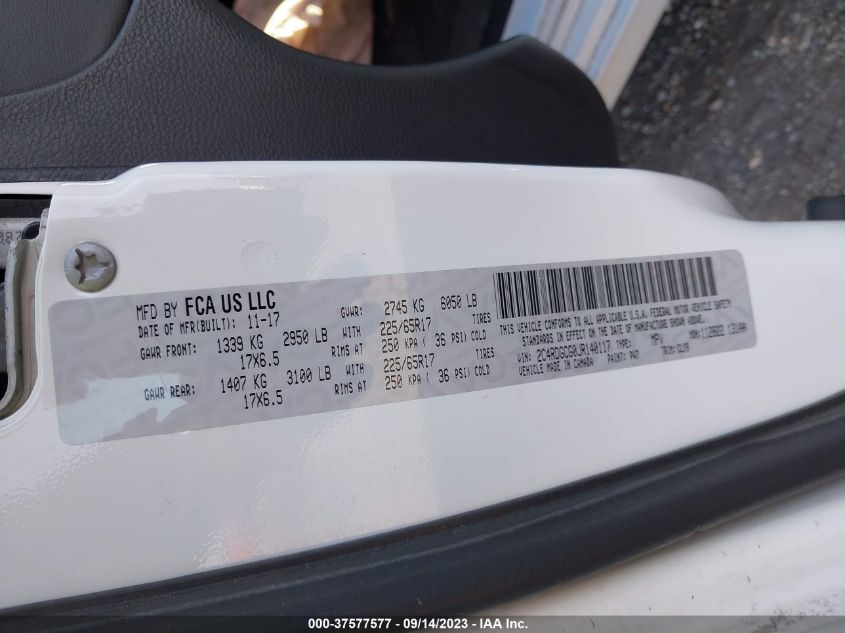 MFD BY FCA US LLC
DATE OF MFR(BUILT): 11-17 GVWR: 2745 KG 6050 LB
GAWR FRONT: 1339 KG 2950 LB WITH 225/65R17 TIRES
17X6.5 RIMS AT 250 KPA ( 36 PSI) COLD
GAWR REAR: 1407 KG 3100 LB WITH 225/65R17 TIRES
17X6.5 RIMS AT 250 KPA ( 36 PSI) COLD
THIS VEHICLE CONFORMS TO ALL APPLICABLE U.S.A. FEDERAL MOTOR VEHICLE SAFETY
STANDARDS IN EFFECT ON THE DATE OF MANUFACTURE SHOWN ABOVE.
VIN: 2C4RDGCG0JR140117 TYPE: MPV
VEHICLE MADE IN CANADA PAINT: PW7 TRIM:
000-37577577 - 09/14/2023 - IAA Inc.